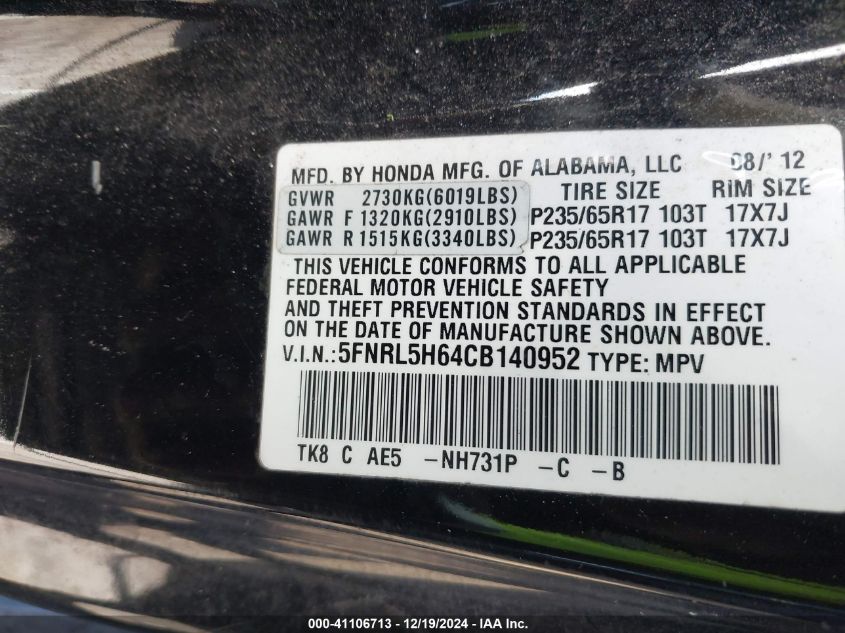 MFD. BY HONDA MFG. OF ALABAMA, LLC 08/'12
GVWR 2730KG(6019LBS) TIRE SIZE RIM SIZE
GAWR F 1320KG(2910LBS) P235/65R17 103T 17X7J
GAWR R 1515KG(3340LBS) P235/65R17 103T 17X7J
THIS VEHICLE CONFORMS TO ALL APPLICABLE
FEDERAL MOTOR VEHICLE SAFETY
AND THEFT PREVENTION STANDARDS IN EFFECT
ON THE DATE OF MANUFACTURE SHOWN ABOVE.
V.I.N.:5FNRL5H64CB140952 TYPE: MPV
TK8 C AE5 -NH731P -C -B
000-41106713 - 12/19/2024 - IAA Inc.